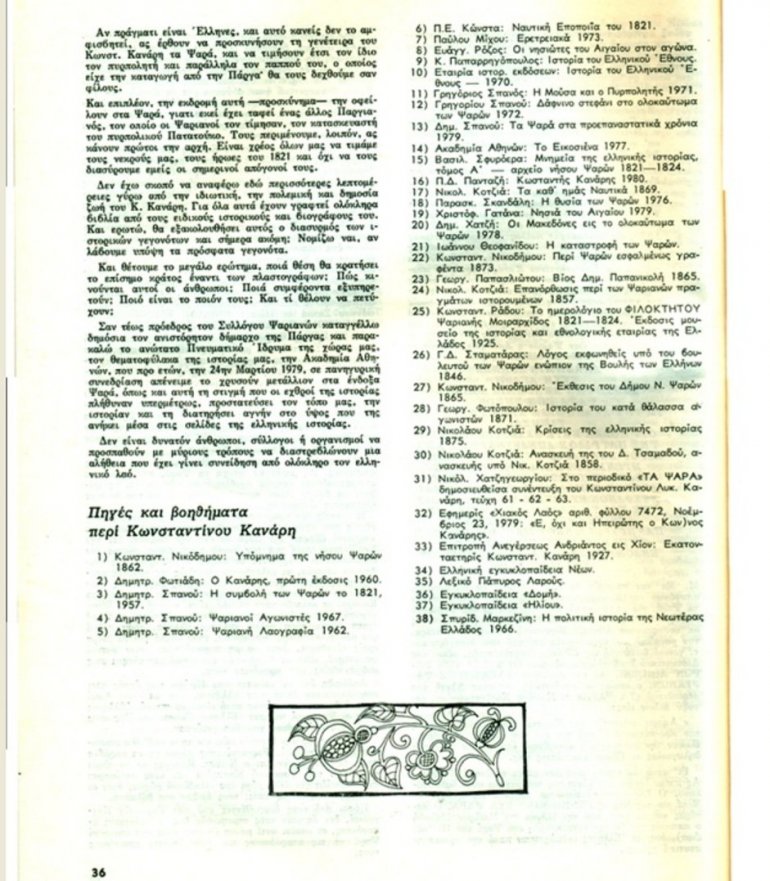 Αν πράγματι είναι Έλληνες, και αυτό κανείς δεν το αμ-
φισβητεί, ας έρθουν να προσκυνήσουν τη γενέτειρα του
Κωνστ. Κανάρη τα Ψαρά, και να τιμήσουν έτσι τον ίδιο
τον πυρπολητή και παράλληλα τον παππού του, ο οποίος
είχε την καταγωγή από την Πάργα· θα τους δεχθούμε σαν
φίλους.
Και επιπλέον, την εκδρομή αυτή —προσκύνημα— την οφεί-
λουν στα Ψαρά, γιατι εκεί έχει ταφεί ένας άλλος Παργια-
νός, τον οποίο οι Ψαριανοί τον τίμησαν, τον κατασκευαστή
του πυρπολικού Πατατούκο. Τους περιμένουμε, λοιπόν, ας
κάνουν πρώτοι την αρχή. Είναι χρέος όλων μας να τιμάμε
τους νεκρούς μας, τους ήρωες του 1821 και όχι να τους
διασύρουμε εμείς οι σημερινοί απόγονοί τους.
Δεν έχω σκοπό να αναφέρω εδώ περισσότερες λεπτομέ-
ρειες γύρω από την ιδιωτική, την πολεμική και δημοσία
ζωή του Κ. Κανάρη. Για όλα αυτά έχουν γραφτεί ολόκληρα
βιβλία από τους ειδικούς ιστορικούς και βιογράφους του.
Και ερωτώ, θα εξακολουθήσει αυτός ο διασυρμός των ι-
στορικών γεγονότων και σήμερα ακόμη; Νομίζω ναι, αν
λάβουμε υπόψη τα πρόσφατα γεγονότα.
Και θέτουμε το μεγάλο ερώτημα, ποιά θέση θα κρατήσει
το επίσημο κράτος έναντι των πλαστογράφων; Πώς κι-
νούνται αυτοί οι άνθρωποι; Ποιά συμφέροντα εξυπηρε-
τούν; Ποιό είναι το ποιόν τους; Και τί θέλουν να πετύ-
χουν;
Σαν τέως πρόεδρος του Συλλόγου Ψαριανών καταγγέλλω
δημόσια τον ανιστόρητον δήμαρχο της Πάργας και παρα-
καλώ το ανώτατο Πνευματικό Ίδρυμα της χώρας μας,
τον θεματοφύλακα της ιστορίας μας, την Ακαδημία Αθη-
νών, που προ ετών, την 24ην Μαρτίου 1979, σε πανηγυρική
συνεδρίαση απένειμε το χρυσούν μετάλλιον στα ένδοξα
Ψαρά, όπως και αυτή τη στιγμή που οι εχθροί της ιστορίας
πλήθυναν υπερμέτρως, προστατεύσει τον τόπο μας, την
ιστορίαν και τη διατηρήσει αγνήν στο ύψος που της
ανήκει μέσα στις σελίδες της ελληνικής ιστορίας.
Δεν είναι δυνατόν άνθρωποι, σύλλογοι ή οργανισμοί να
προσπαθούν με μύριους τρόπους να διαστρεβλώνουν μια
αλήθεια που έχει γίνει συνείδηση από ολόκληρο τον ελλη-
νικό λαό.
Πηγές και βοηθήματα
περί Κωνσταντίνου Κανάρη
1) Κωνσταντ. Νικόδημου: Υπόμνημα της νήσου Ψαρών
1862.
2) Δημητρ. Φωτιάδη: Ο Κανάρης, πρώτη έκδοσις 1960.
3) Δημητρ. Σπανού: Η συμβολή των Ψαρών το 1821,
1957.
4) Δημητρ. Σπανού: Ψαριανοί Αγωνιστές 1967.
5) Δημητρ. Σπανού: Ψαριανή Λαογραφία 1962.
6) Π.Ε. Κώνστα: Ναυτική Εποποιΐα του 1821.
7) Παύλου Μίχου: Ερετρειακά 1973.
8) Ευάγγ. Ρόζος: Οι νησιώτες του Αιγαίου στον αγώνα.
9) Κ. Παπαρρηγόπουλος: Ιστορία του Ελληνικού Έθνους.
10) Εταιρία ιστορ. εκδόσεων: Ιστορία του Ελληνικού Έ-
θνους — 1970.
11) Γρηγόριος Σπανός: Η Μούσα και ο Πυρπολητής 1971.
12) Γρηγορίου Σπανού: Δάφνινο στεφάνι στο ολοκαύτωμα
των Ψαρών 1972.
13) Δημ. Σπανού: Τα Ψαρά στα προεπαναστατικά χρόνια
1979.
14) Ακαδημία Αθηνών: Το Εικοσιένα 1977.
15) Βασιλ. Σφυρόερα: Μνημεία της ελληνικής ιστορίας,
τόμος Α' — αρχείο νήσου Ψαρών 1821—1824.
16) Π.Δ. Πανταζή: Κωσταντής Κανάρης 1980.
17) Νικολ. Κοτζιά: Τα καθ' ημάς Ναυτικά 1869.
18) Παρασκ. Σκανδάλη: Η θυσία των Ψαρών 1976.
19) Χριστόφ. Γατάνα: Νησιά του Αιγαίου 1979.
20) Δημ. Χατζή: Οι Μακεδόνες εις το ολοκαύτωμα των
Ψαρών 1978.
21) Ιωάννου Θεοφανίδου: Η καταστροφή των Ψαρών.
22) Κωνσταντ. Νικοδήμου: Περί Ψαρών εσφαλμένως γρα-
φέντα 1873.
23) Γεωργ. Παπασλιώτου: Βίος Δημ. Παπανικολή 1865.
24) Νικολ. Κοτζιά: Επανόρθωσις περί των Ψαριανών πρα-
γμάτων ιστορουμένων 1857.
25) Κωνσταντ. Ράδου: Το ημερολόγιο του ΦΙΛΟΚΤΗΤΟΥ
Ψαριανής Μοιραρχίδος 1821—1824. Έκδοσις μου-
σείο της ιστορίας και εθνολογικής εταιρίας της Ελ-
λάδος 1925.
26) Γ.Δ. Σταματάρας: Λόγος εκφωνηθείς υπό του βου-
λευτού των Ψαρών ενώπιον της Βουλής των Ελλήνων
1846.
27) Κωνσταντ. Νικοδήμου: Έκθεσις του Δήμου Ν. Ψαρών
1865.
28) Γεωργ. Φωτόπουλου: Ιστορία του κατά θάλασσα α-
γωνιστών 1871.
29) Νικολάου Κοτζιά: Κρίσεις της ελληνικής ιστορίας
1875.
30) Νικολάου Κοτζιά: Ανασκευή της του Δ. Τσαμαδού, α-
νασκευής υπό Νικ. Κοτζιά 1858.
31) Νικόλ. Χατζηγεωργίου: Στο περιοδικό «ΤΑ ΨΑΡΑ»
δημοσιευθείσα συνέντευξη του Κωνσταντίνου Λυκ. Κα-
νάρη, τεύχη 61 - 62 - 63.
32) Εφημερίς «Χιακός Λαός» αριθ. φύλλου 7472, Νοέμ-
βριος 23, 1979: «Ε, όχι και Ηπειρώτης ο Κων)νος
Κανάρης».
33) Επιτροπή Ανεγέρσεως Ανδριάντος εις Χίον: Εκατον-
ταετηρίς Κωνσταντ. Κανάρη 1927.
34) Ελληνική εγκυκλοπαίδεια Νέων.
35) Λεξικό Πάπυρος Λαρούς.
36) Εγκυκλοπαίδεια «Δομή».
37) Εγκυκλοπαίδεια «Ηλίου».
38) Σπυρίδ. Μαρκεζίνη: Η πολιτική ιστορία της Νεωτέρας
Ελλάδος 1966.
36